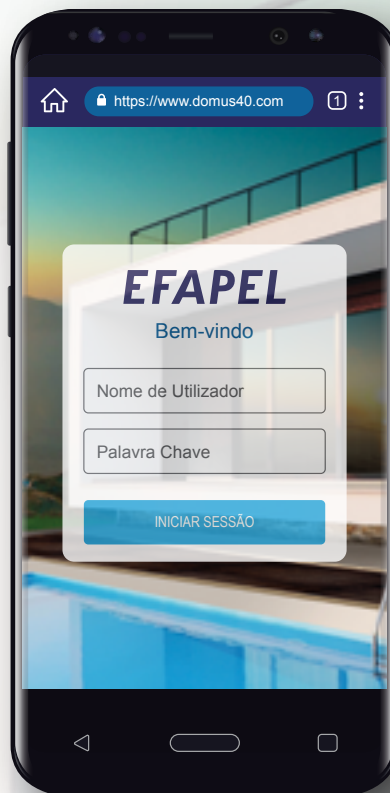 https://www.domus40.com
1
EFAPEL
Bem-vindo
Nome de Utilizador
Palavra Chave
INICIAR SESSÃO